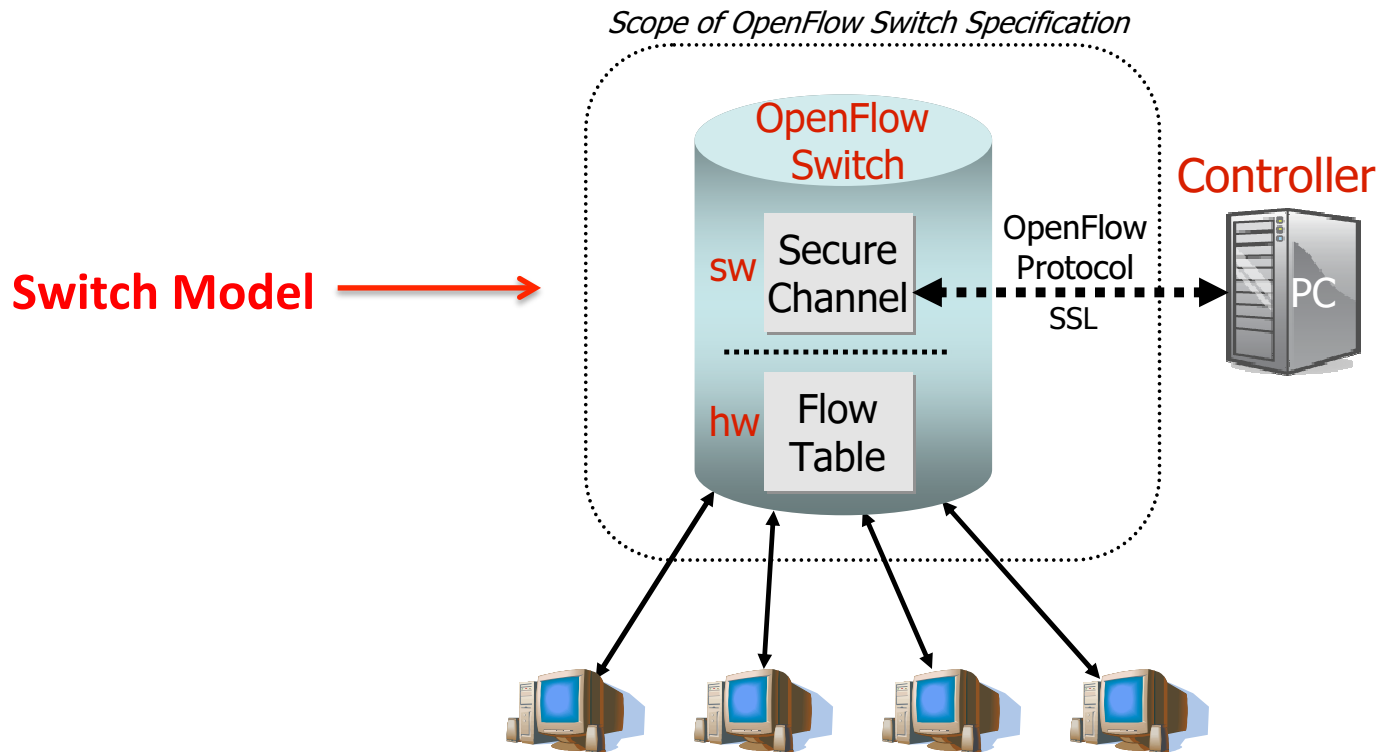 Scope of OpenFlow Switch Specification
OpenFlow
Switch
Controller
Secure
Channel
sw
OpenFlow
Protocol
SSL
PC
Switch Model
hw
Flow
Table